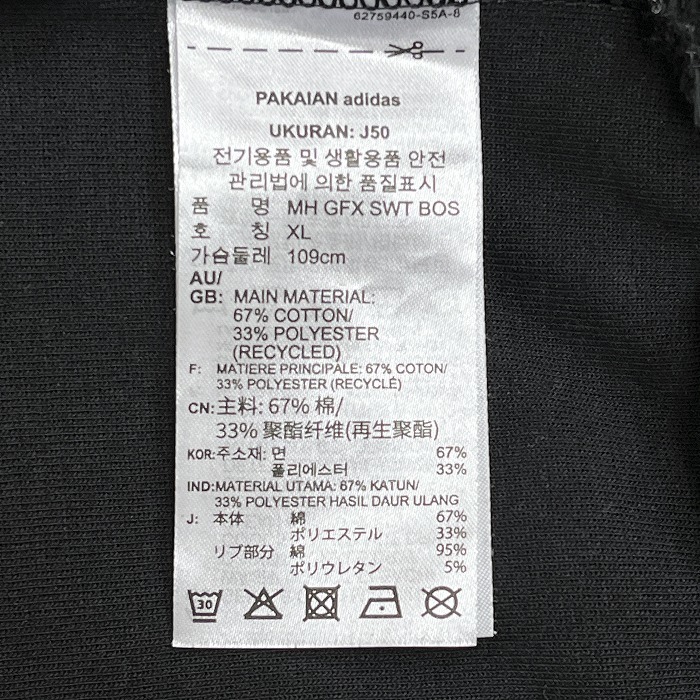 62759440-S5A-8
PAKAIAN adidas
UKURAN: J50
전기용품 및 생활용품 안전
관리법에 의한 품질표시
품 명 MH GFX SWT BOS
호 칭 XL
가슴둘레 109cm
AU/
GB: MAIN MATERIAL:
67% COTTON/
33% POLYESTER
(RECYCLED)
F: MATIERE PRINCIPALE: 67% COTON/
33% POLYESTER (RECYCLÉ)
CN:主料: 67% 棉/
33% 聚酯纤维(再生聚酯)
KOR:주소재: 면 67%
폴리에스터 33%
IND:MATERIAL UTAMA: 67% KATUN/
33% POLYESTER HASIL DAUR ULANG
J: 本体 綿 67%
ポリエステル 33%
リブ部分 綿 95%
ポリウレタン 5%
30